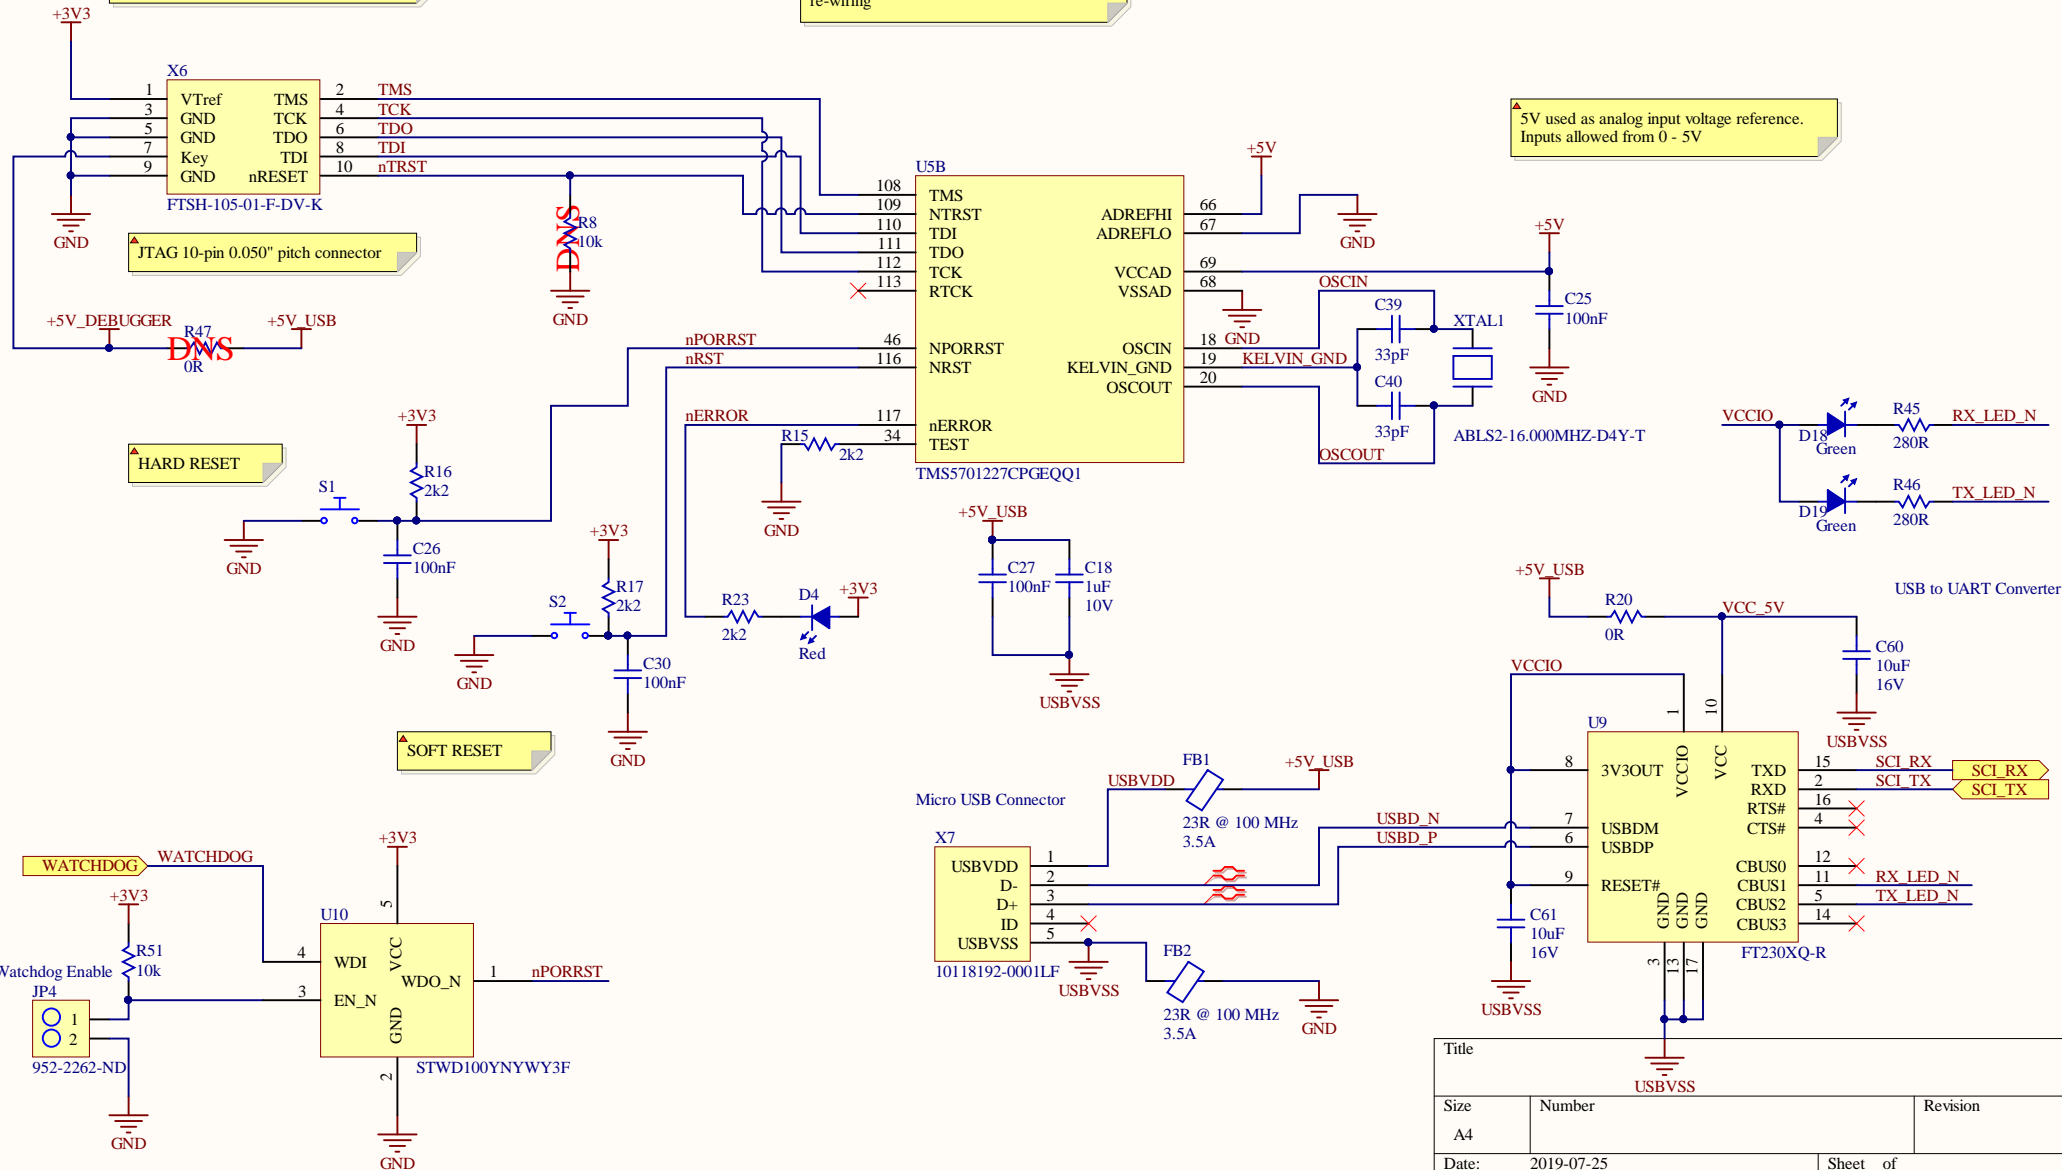 re-wiring
+3V3
X6
1 VTref TMS 2 TMS
3 GND TCK 4 TCK
5 GND TDO 6 TDO
7 Key TDI 8 TDI
9 GND nRESET 10 nTRST
FTSH-105-01-F-DV-K
GND
JTAG 10-pin 0.050" pitch connector
DNS
R8
10k
GND
+5V_DEBUGGER
R47
+5V_USB
DNS
0R
5V used as analog input voltage reference.
Inputs allowed from 0 - 5V
U5B
108 TMS
109 NTRST
110 TDI
111 TDO
112 TCK
113 RTCK
46 NPORRST
116 NRST
117 nERROR
34 TEST
ADREFHI 66
ADREFLO 67
VCCAD 69
VSSAD 68
OSCIN 18
KELVIN_GND 19
OSCOUT 20
TMS5701227CPGEQQ1
nPORRST
nRST
nERROR
R15
2k2
GND
+5V
GND
+5V
C25
100nF
GND
GND
OSCIN
KELVIN_GND
OSCOUT
C39
33pF
C40
33pF
XTAL1
ABLS2-16.000MHZ-D4Y-T
VCCIO
D18
Green
R45
280R
RX_LED_N
D19
Green
R46
280R
TX_LED_N
HARD RESET
S1
GND
+3V3
R16
2k2
C26
100nF
GND
S2
GND
+3V3
R17
2k2
C30
100nF
GND
SOFT RESET
R23
2k2
D4
Red
+3V3
+5V_USB
C27
100nF
C18
1uF
10V
USBVSS
USB to UART Converter
+5V_USB
R20
0R
VCC_5V
C60
10uF
16V
USBVSS
VCCIO
U9
1 VCCIO
10 VCC
8 3V3OUT
7 USBDM
6 USBDP
9 RESET#
TXD 15 SCI_RX
RXD 2 SCI_TX
RTS# 16
CTS# 4
CBUS0 12
CBUS1 11 RX_LED_N
CBUS2 5 TX_LED_N
CBUS3 14
GND 3
GND 13
GND 17
FT230XQ-R
SCI_RX
SCI_TX
C61
10uF
16V
USBVSS
USBVSS
Micro USB Connector
X7
USBVDD 1
D- 2
D+ 3
ID 4
USBVSS 5
10118192-0001LF
USBVDD
FB1
23R @ 100 MHz
3.5A
+5V_USB
USBD_N
USBD_P
USBVSS
FB2
23R @ 100 MHz
3.5A
GND
WATCHDOG
WATCHDOG
+3V3
R51
10k
Watchdog Enable
JP4
1
2
952-2262-ND
GND
+3V3
U10
5 VCC
4 WDI
3 EN_N
WDO_N 1 nPORRST
GND 2
STWD100YNYWY3F
GND
Title
Size
A4
Number
Revision
Date: 2019-07-25
Sheet of